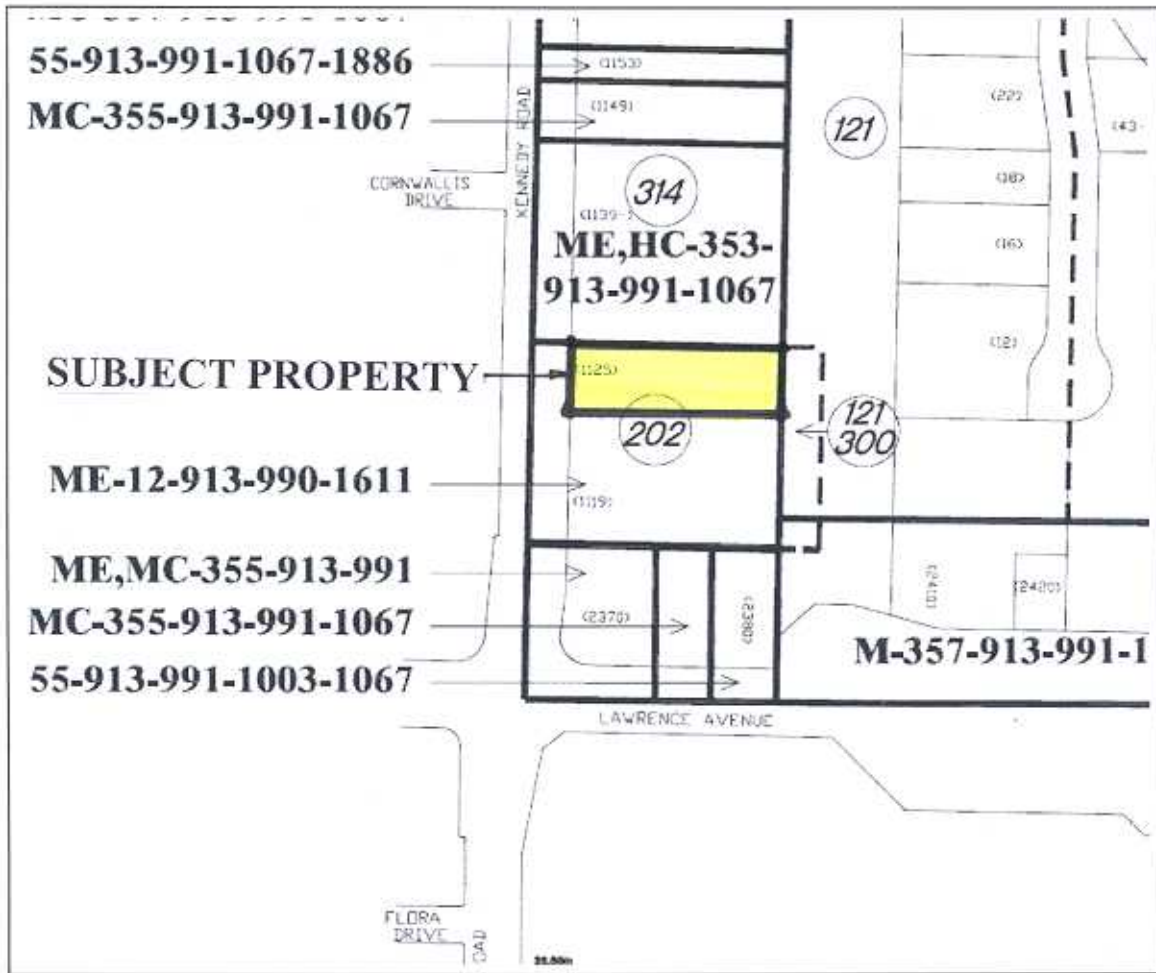 55-913-991-1067-1886
(1153)
MC-355-913-991-1067
(1149)
KENNEDY ROAD
CORNWALLIS
DRIVE
314
(1139-)
ME,HC-353-
913-991-1067
121
(22)
(43-
(18)
(16)
(12)
SUBJECT PROPERTY
(1125)
202
121
300
ME-12-913-990-1611
(1119)
ME,MC-355-913-991
MC-355-913-991-1067
(2370)
(2380)
(2410)
(2420)
55-913-991-1003-1067
M-357-913-991-1
LAWRENCE AVENUE
FLORA
DRIVE
OAD